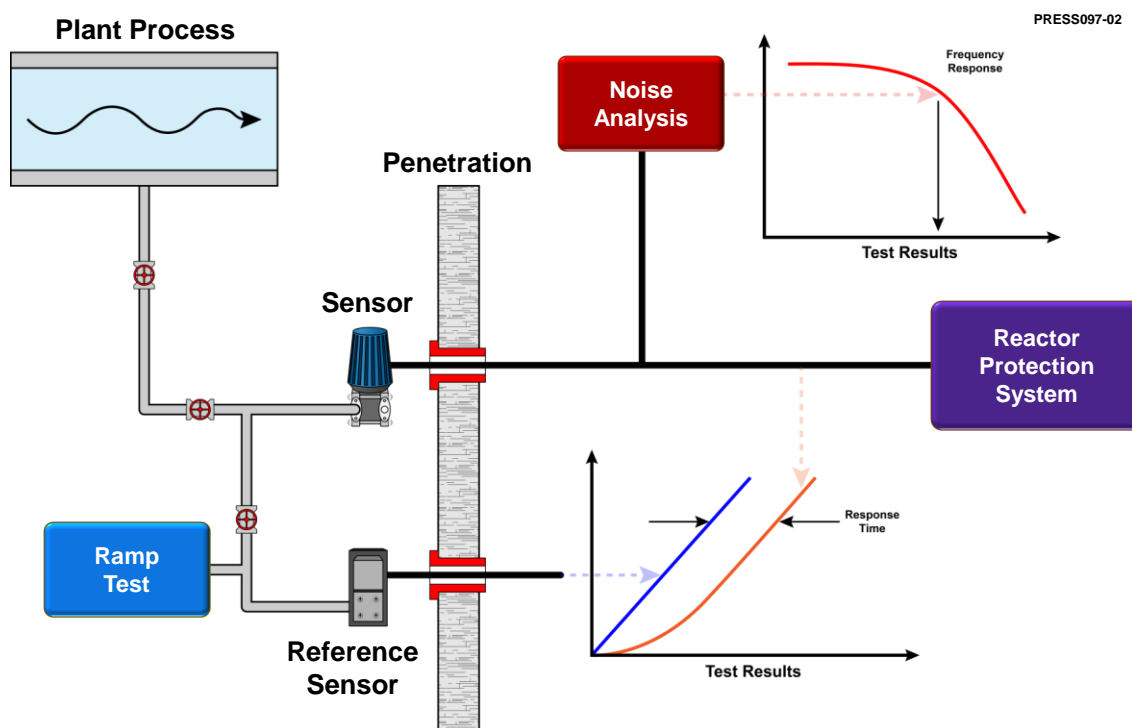 PRESS097-02
Plant Process
Noise
Analysis
Frequency
Response
Test Results
Penetration
Sensor
Reactor
Protection
System
Ramp
Test
Response
Time
Test Results
Reference
Sensor